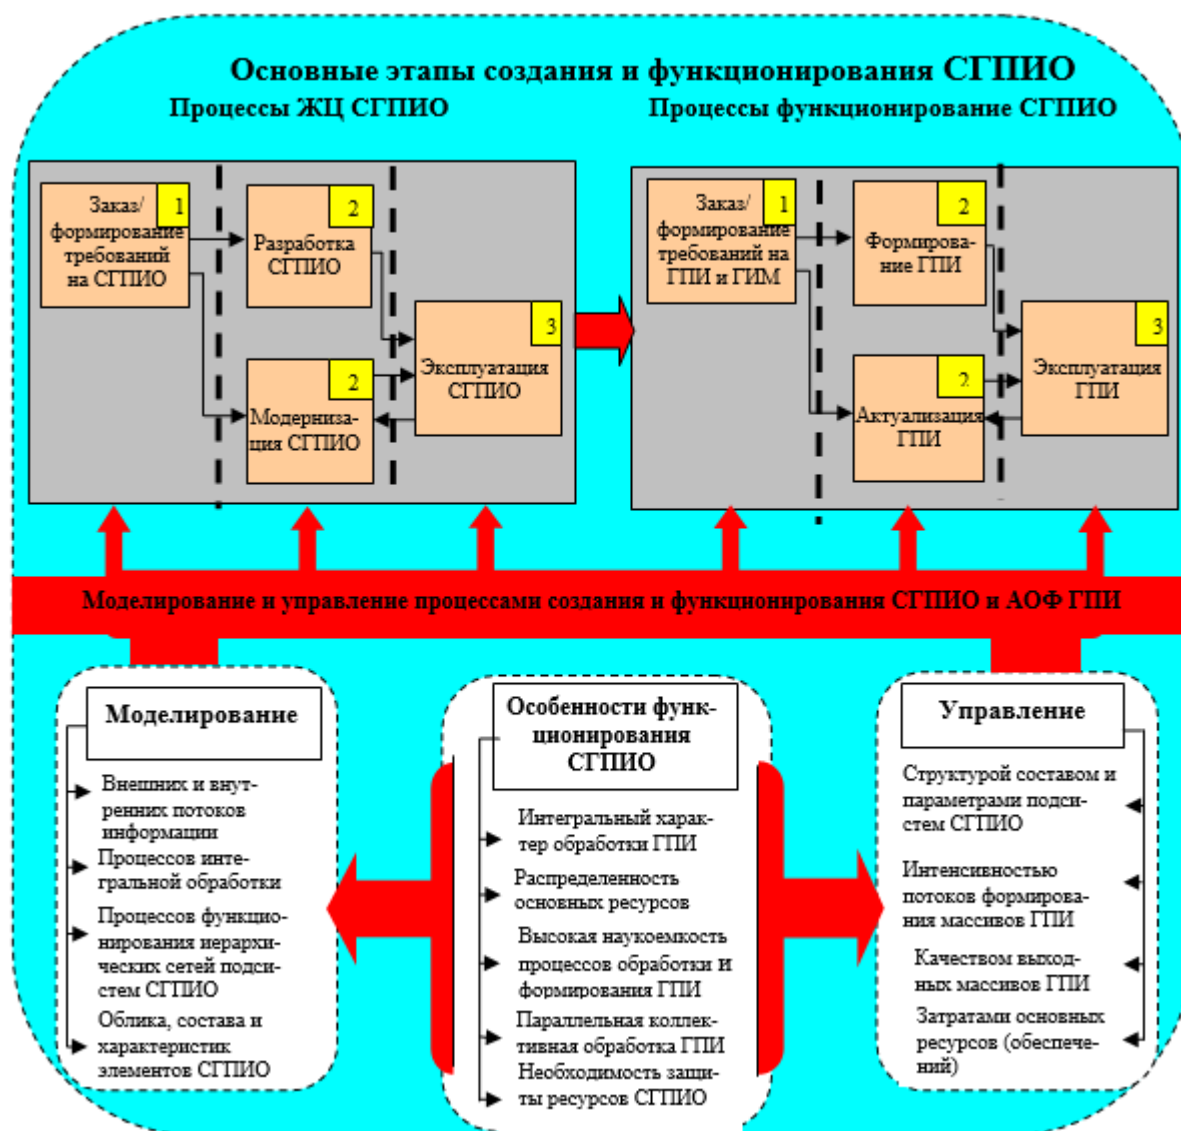 Основные этапы создания и функционирования СГПИО
Процессы ЖЦ СГПИО
Процессы функционирование СГПИО
1
Заказ/
формирование
требований
на СГПИО
2
Разработка
СГПИО
2
Модерниза-
ция СГПИО
3
Эксплуатация
СГПИО
1
Заказ/
формирование
требований на
ГПИ и ГИМ
2
Формирова-
ние ГПИ
2
Актуализация
ГПИ
3
Эксплуатация
ГПИ
Моделирование и управление процессами создания и функционирования СГПИО и АОФ ГПИ
Моделирование
Внешних и внут-
ренних потоков
информации
Процессов инте-
гральной обработки
Процессов функцио-
нирования иерархи-
ческих сетей подси-
стем СГПИО
Облика, состава и
характеристик
элементов СГПИО
Особенности функ-
ционирования
СГПИО
Интегральный харак-
тер обработки ГПИ
Распределенность
основных ресурсов
Высокая наукоемкость
процессов обработки и
формирования ГПИ
Параллельная коллек-
тивная обработка ГПИ
Необходимость защи-
ты ресурсов СГПИО
Управление
Структурой составом и
параметрами подси-
стем СГПИО
Интенсивностью
потоков формирова-
ния массивов ГПИ
Качеством выход-
ных массивов ГПИ
Затратами основных
ресурсов (обеспече-
ний)